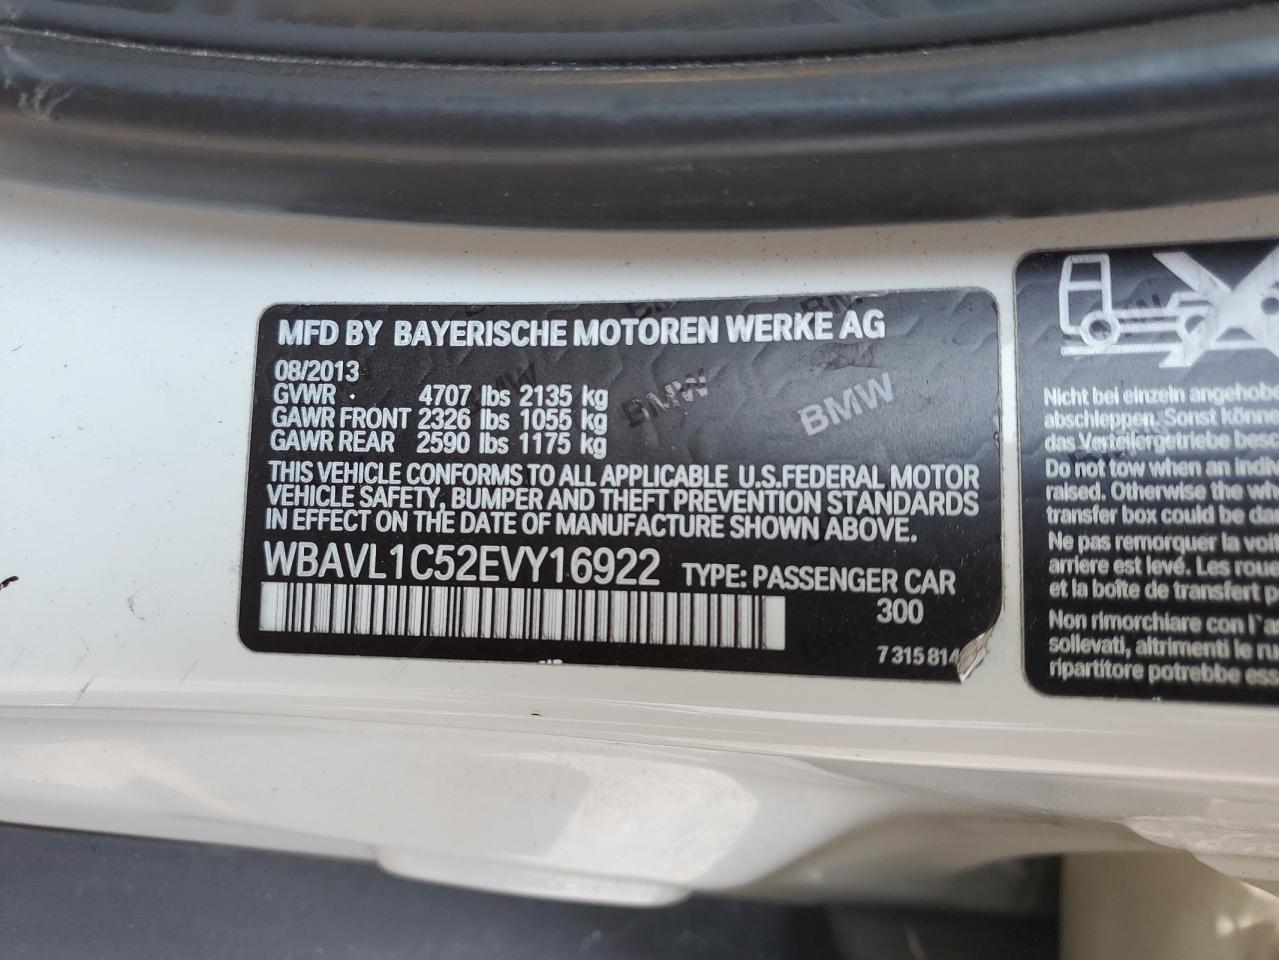 MFD BY BAYERISCHE MOTOREN WERKE AG
08/2013
GVWR 4707 lbs 2135 kg
GAWR FRONT 2326 lbs 1055 kg
GAWR REAR 2590 lbs 1175 kg
THIS VEHICLE CONFORMS TO ALL APPLICABLE U.S.FEDERAL MOTOR
VEHICLE SAFETY, BUMPER AND THEFT PREVENTION STANDARDS
IN EFFECT ON THE DATE OF MANUFACTURE SHOWN ABOVE.
WBAVL1C52EVY16922 TYPE: PASSENGER CAR
300
7 315 814
BMW
BMW
BMW
Nicht bei einzeln angehobe
abschleppen. Sonst könne
das Verteilergetriebe besc
Do not tow when an indivi
raised. Otherwise the wh
transfer box could be dam
Ne pas remorquer la voit
arriere est levé. Les roue
et la boîte de transfert p
Non rimorchiare con l'a
sollevati, altrimenti le ru
ripartitore potrebbe ess